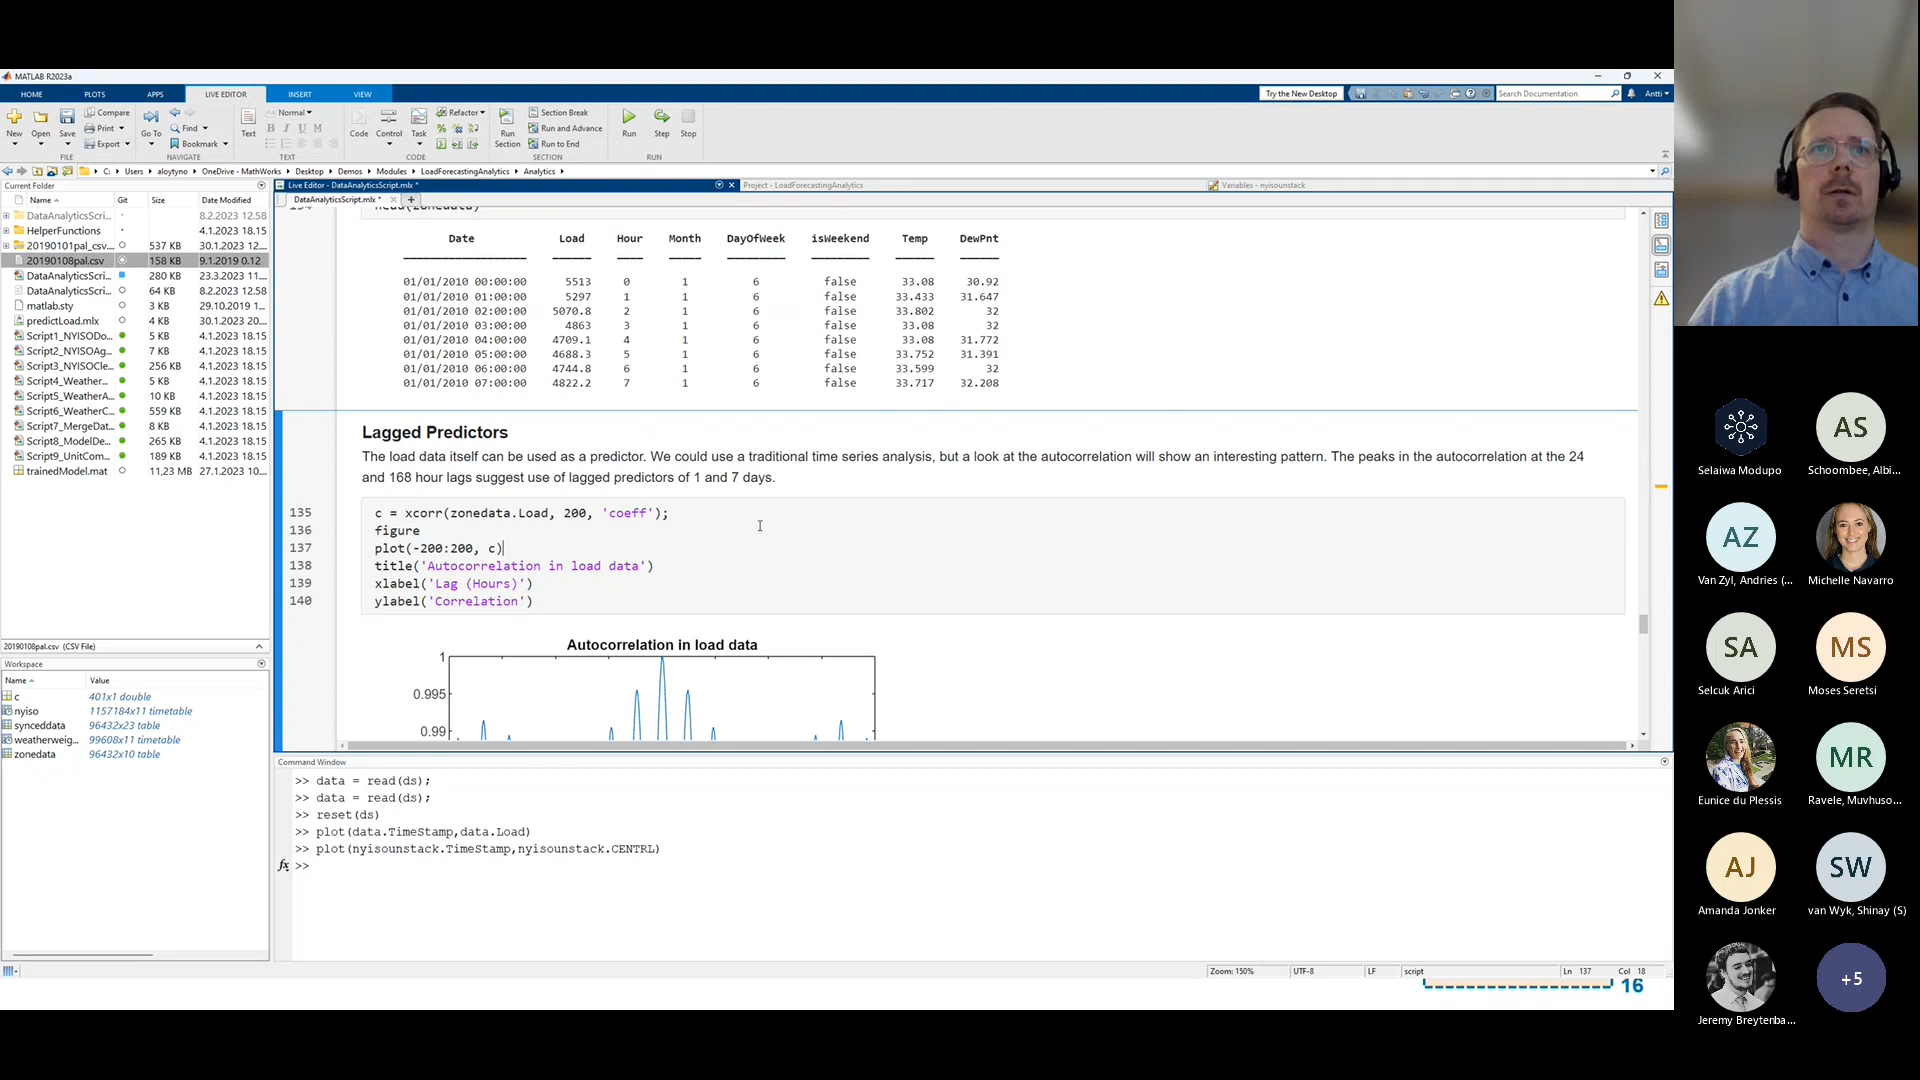 MATLAB R2023a
HOME PLOTS APPS LIVE EDITOR INSERT VIEW
Try the New Desktop
Search Documentation
Antti
New Open Save Compare Print Export
FILE
Go To Find Bookmark
NAVIGATE
Text Normal B I U M
TEXT
Code Control Task Refactor
CODE
Run Section Section Break Run and Advance Run to End
SECTION
Run Step Stop
RUN
C: Users aloytyno OneDrive - MathWorks Desktop Demos Modules LoadForecastingAnalytics Analytics
Current Folder
Name Git Size Date Modified
DataAnalyticsScri... 8.2.2023 12.58
HelperFunctions 4.1.2023 18.15
20190101pal_csv... 537 KB 30.1.2023 12...
20190108pal.csv 158 KB 9.1.2019 0.12
DataAnalyticsScri... 280 KB 23.3.2023 11...
DataAnalyticsScri... 64 KB 8.2.2023 12.58
matlab.sty 3 KB 29.10.2019 1...
predictLoad.mlx 4 KB 30.1.2023 20...
Script1_NYISODo... 5 KB 4.1.2023 18.15
Script2_NYISOAg... 7 KB 4.1.2023 18.15
Script3_NYISOCle... 256 KB 4.1.2023 18.15
Script4_Weather... 5 KB 4.1.2023 18.15
Script5_WeatherA... 10 KB 4.1.2023 18.15
Script6_WeatherC... 559 KB 4.1.2023 18.15
Script7_MergeDat... 8 KB 4.1.2023 18.15
Script8_ModelDe... 265 KB 4.1.2023 18.15
Script9_UnitCom... 189 KB 4.1.2023 18.15
trainedModel.mat 11,23 MB 27.1.2023 10...
20190108pal.csv (CSV File)
Workspace
Name Value
c 401x1 double
nyiso 1157184x11 timetable
synceddata 96432x23 table
weatherweig... 99608x11 timetable
zonedata 96432x10 table
Live Editor - DataAnalyticsScript.mlx *
Project - LoadForecastingAnalytics
Variables - nyisounstack
DataAnalyticsScript.mlx *
134 head(zonedata)
Date Load Hour Month DayOfWeek isWeekend Temp DewPnt
01/01/2010 00:00:00 5513 0 1 6 false 33.08 30.92
01/01/2010 01:00:00 5297 1 1 6 false 33.433 31.647
01/01/2010 02:00:00 5070.8 2 1 6 false 33.802 32
01/01/2010 03:00:00 4863 3 1 6 false 33.08 32
01/01/2010 04:00:00 4709.1 4 1 6 false 33.08 31.772
01/01/2010 05:00:00 4688.3 5 1 6 false 33.752 31.391
01/01/2010 06:00:00 4744.8 6 1 6 false 33.599 32
01/01/2010 07:00:00 4822.2 7 1 6 false 33.717 32.208
Lagged Predictors
The load data itself can be used as a predictor. We could use a traditional time series analysis, but a look at the autocorrelation will show an interesting pattern. The peaks in the autocorrelation at the 24
and 168 hour lags suggest use of lagged predictors of 1 and 7 days.
135 c = xcorr(zonedata.Load, 200, 'coeff');
136 figure
137 plot(-200:200, c)
138 title('Autocorrelation in load data')
139 xlabel('Lag (Hours)')
140 ylabel('Correlation')
Autocorrelation in load data
1
0.995
0.99
Command Window
>> data = read(ds);
>> data = read(ds);
>> reset(ds)
>> plot(data.TimeStamp,data.Load)
>> plot(nyisounstack.TimeStamp,nyisounstack.CENTRL)
fx >>
Zoom: 150% UTF-8 LF script Ln 137 Col 18
16
AS
Selaiwa Modupo Schoombee, Albi...
AZ
Van Zyl, Andries (... Michelle Navarro
SA MS
Selcuk Arici Moses Seretsi
MR
Eunice du Plessis Ravele, Muvhuso...
AJ SW
Amanda Jonker van Wyk, Shinay (S)
+5
Jeremy Breytenba...